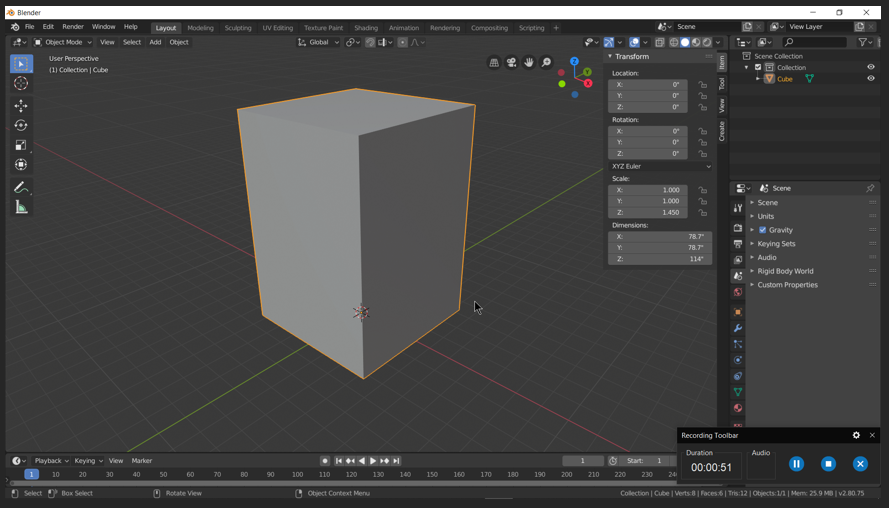 Blender
File Edit Render Window Help
Layout Modeling Sculpting UV Editing Texture Paint Shading Animation Rendering Compositing Scripting +
Scene
View Layer
Object Mode View Select Add Object
Global
User Perspective
(1) Collection | Cube
Z
Y
X
Transform
Location:
X: 0"
Y: 0"
Z: 0"
Rotation:
X: 0°
Y: 0°
Z: 0°
XYZ Euler
Scale:
X: 1.000
Y: 1.000
Z: 1.450
Dimensions:
X: 78.7"
Y: 78.7"
Z: 114"
Item
Tool
View
Create
Scene Collection
Collection
Cube
Scene
Scene
Units
Gravity
Keying Sets
Audio
Rigid Body World
Custom Properties
Recording Toolbar
Duration
00:00:51
Audio
Playback Keying View Marker
1
Start: 1
1 10 20 30 40 50 60 70 80 90 100 110 120 130 140 150 160 170 180 190 200 210 220 230
Select Box Select Rotate View Object Context Menu
Collection | Cube | Verts:8 | Faces:6 | Tris:12 | Objects:1/1 | Mem: 25.9 MB | v2.80.75